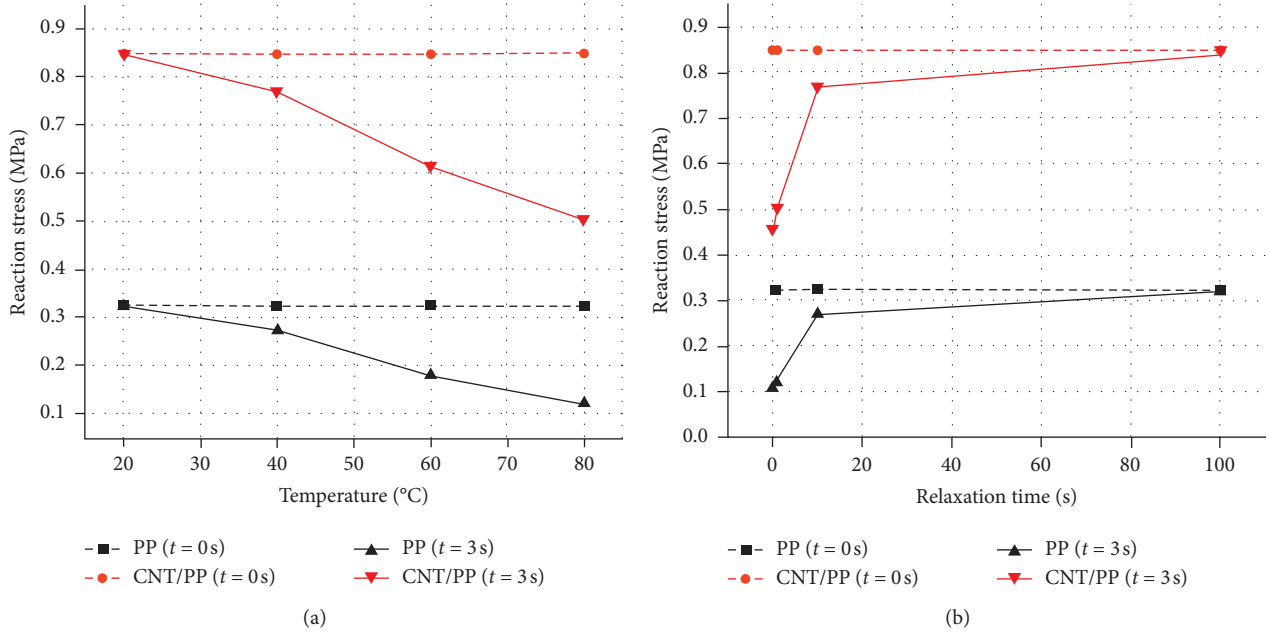 0.9
0.8
0.7
0.6
0.5
0.4
0.3
0.2
0.1
Reaction stress (MPa)
20 30 40 50 60 70 80
Temperature (°C)
PP (t = 0 s) PP (t = 3 s)
CNT/PP (t = 0 s) CNT/PP (t = 3 s)
(a)
0.9
0.8
0.7
0.6
0.5
0.4
0.3
0.2
0.1
0.0
Reaction stress (MPa)
0 20 40 60 80 100
Relaxation time (s)
PP (t = 0 s) PP (t = 3 s)
CNT/PP (t = 0 s) CNT/PP (t = 3 s)
(b)